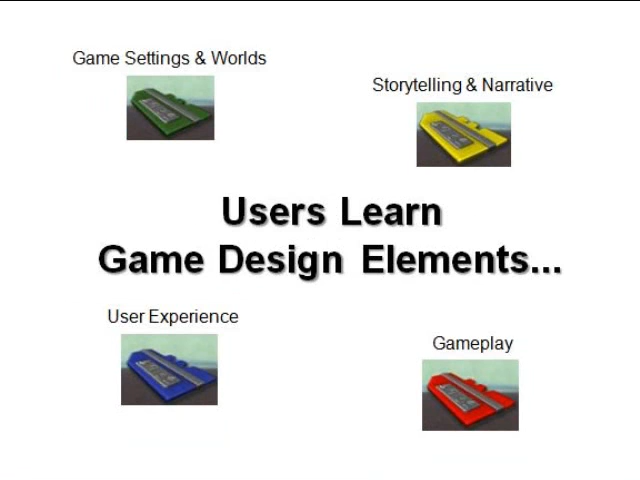 Game Settings & Worlds
Storytelling & Narrative
Users Learn
Game Design Elements...
User Experience
Gameplay